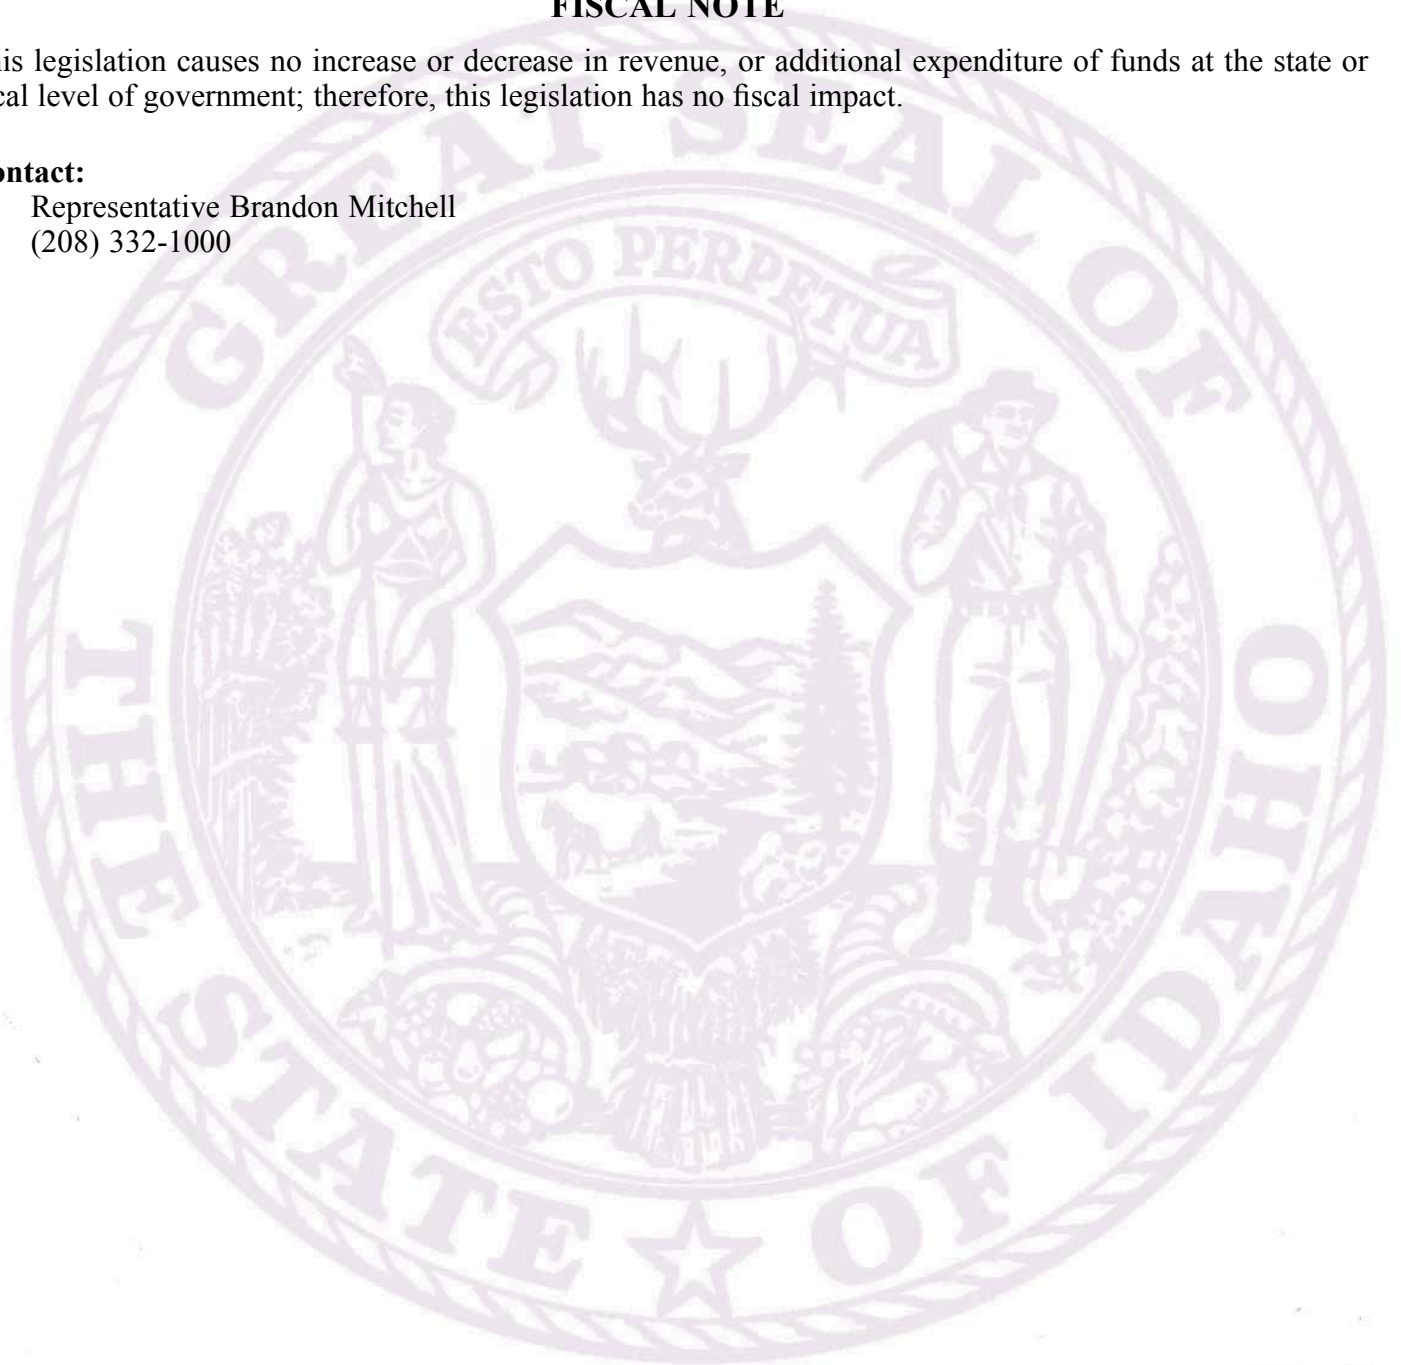 FISCAL NOTE
his legislation causes no increase or decrease in revenue, or additional expenditure of funds at the state or
cal level of government; therefore, this legislation has no fiscal impact.
ontact:
Representative Brandon Mitchell
(208) 332-1000
GREAT SEAL OF
ESTO PERPETUA
THE STATE ☆ OF IDAHO